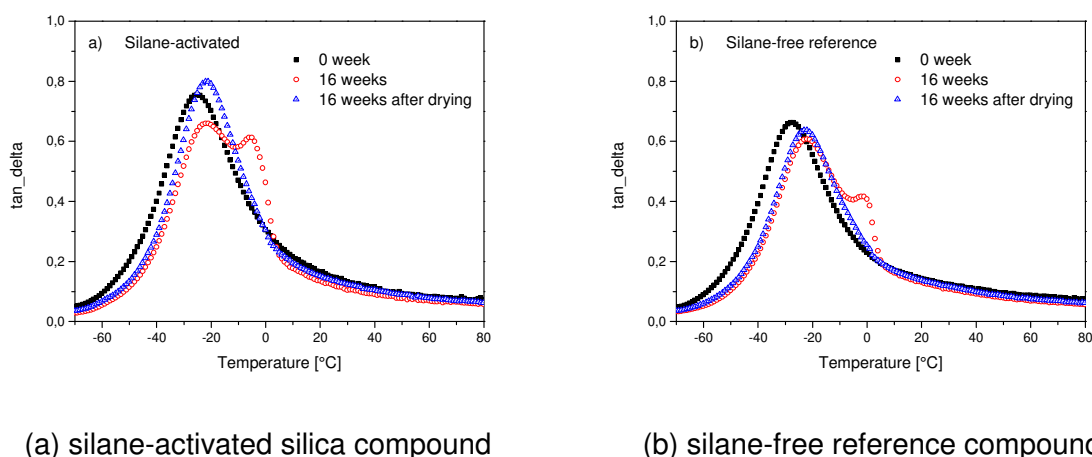 a) Silane-activated
0 week
16 weeks
16 weeks after drying
1,0
0,8
0,6
0,4
0,2
0,0
tan_delta
-60 -40 -20 0 20 40 60 80
Temperature [°C]
b) Silane-free reference
0 week
16 weeks
16 weeks after drying
1,0
0,8
0,6
0,4
0,2
0,0
tan_delta
-60 -40 -20 0 20 40 60 80
Temperature [°C]
(a) silane-activated silica compound
(b) silane-free reference compound